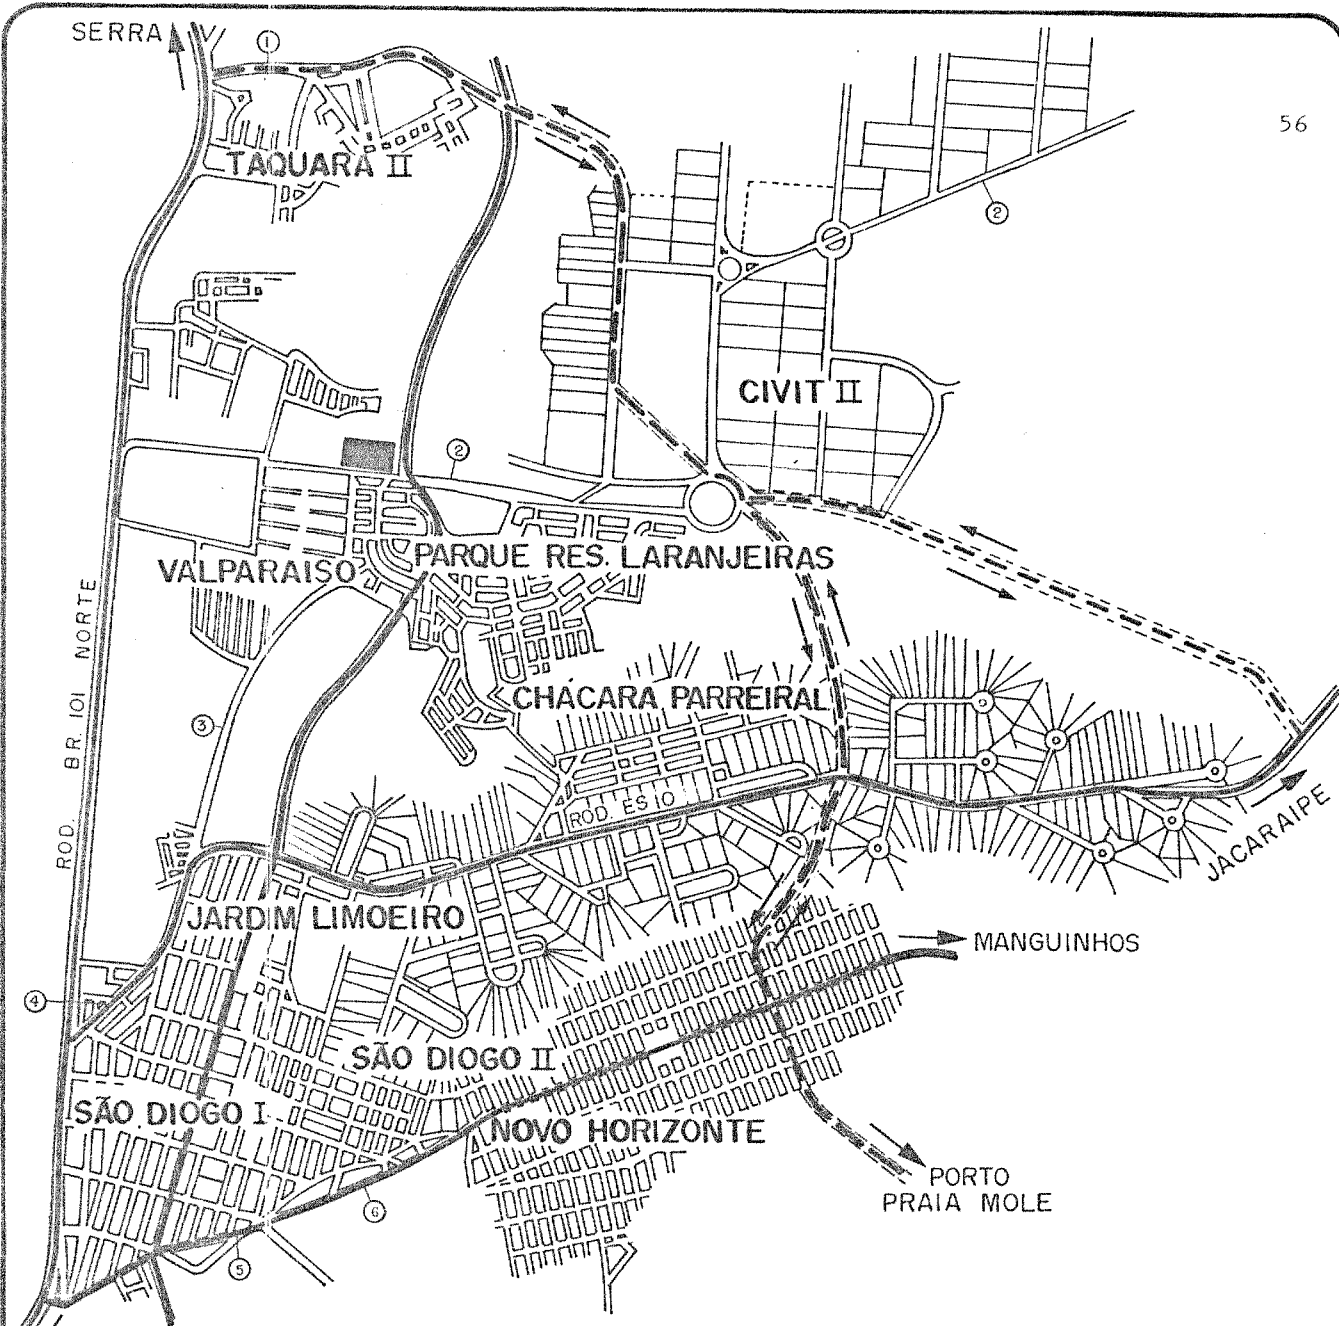 SERRA
1
56
TAQUARA II
2
CIVIT II
2
PARQUE RES. LARANJEIRAS
VALPARAISO
ROD. BR. 101 NORTE
CHÁCARA PARREIRAL
3
ROD. ES 10
JACARAIPE
JARDIM LIMOEIRO
MANGUINHOS
4
SÃO DIOGO II
SÃO DIOGO I
NOVO HORIZONTE
PORTO
PRAIA MOLE
6
5